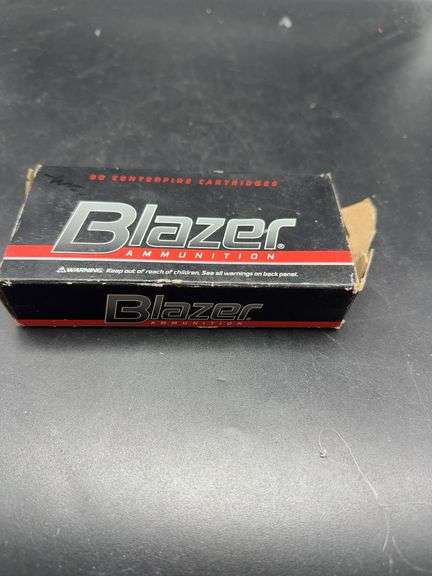 50 CENTERFIRE CARTRIDGES
Blazer®
AMMUNITION
⚠WARNING: Keep out of reach of children. See all warnings on back panel.
Blazer.
AMMUNITION